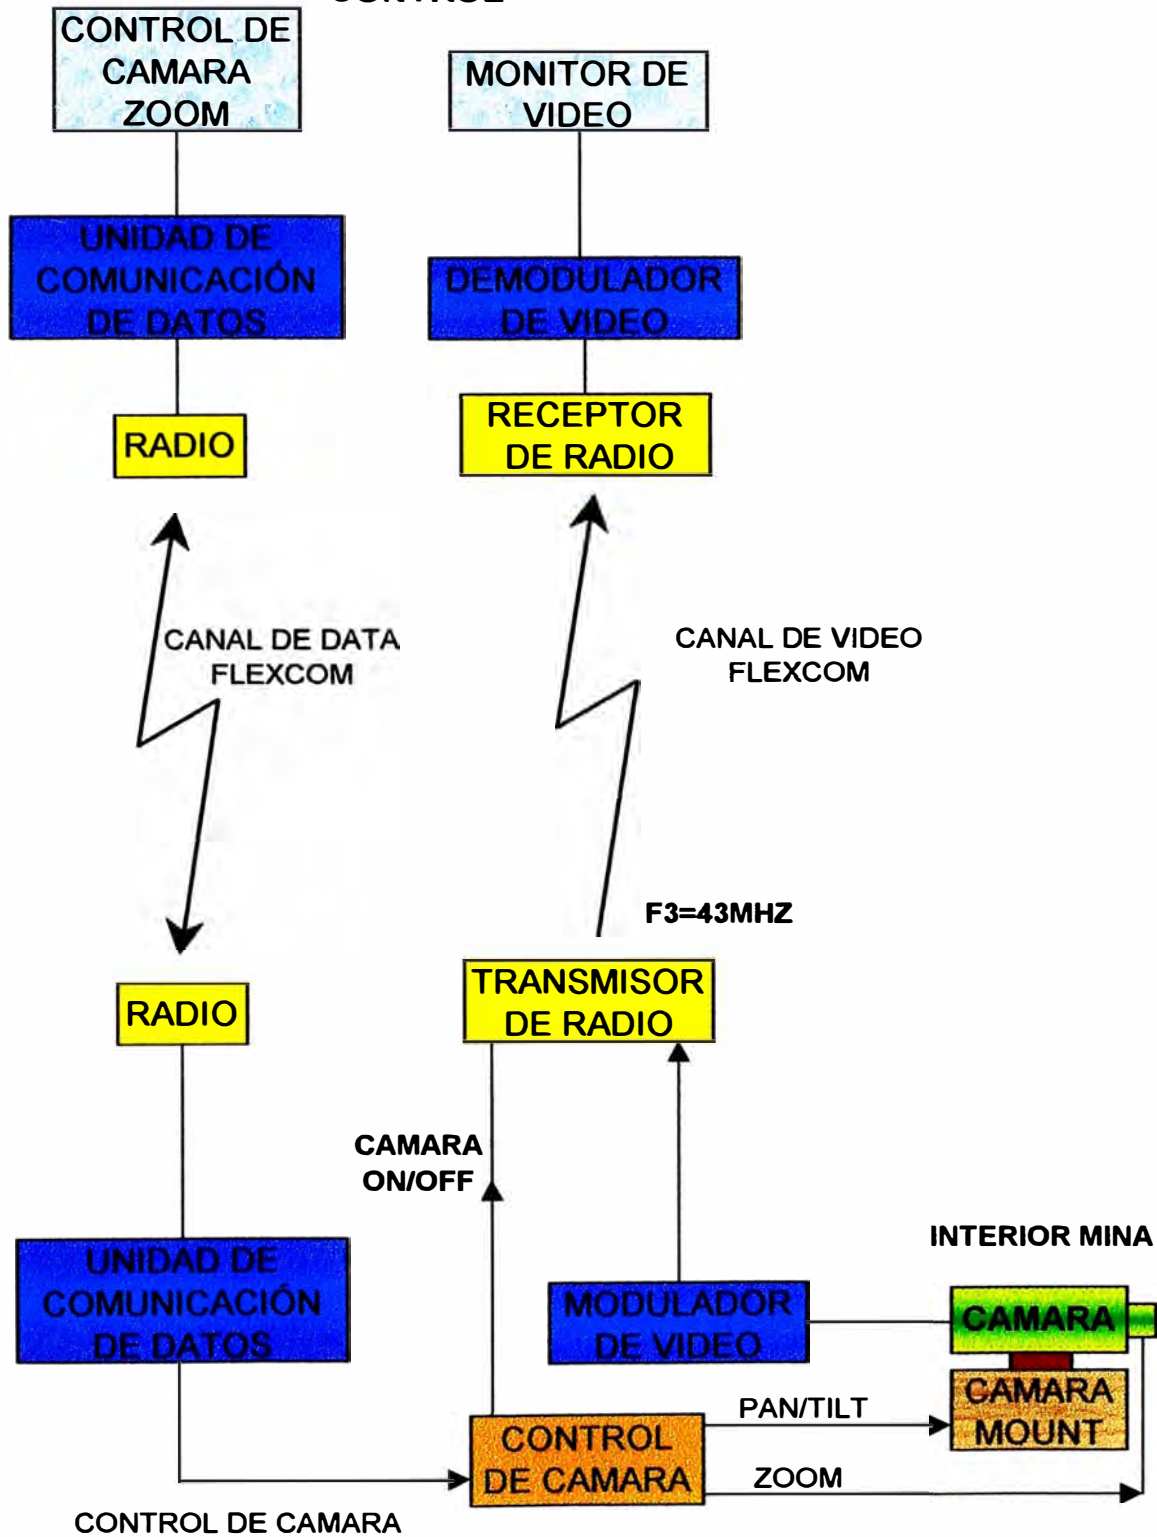 CONTROL
CONTROL DE
CAMARA
ZOOM
MONITOR DE
VIDEO
UNIDAD DE
COMUNICACIÓN
DE DATOS
DEMODULADOR
DE VIDEO
RADIO
RECEPTOR
DE RADIO
CANAL DE DATA
FLEXCOM
CANAL DE VIDEO
FLEXCOM
F3=43MHZ
RADIO
TRANSMISOR
DE RADIO
CAMARA
ON/OFF
INTERIOR MINA
UNIDAD DE
COMUNICACIÓN
DE DATOS
MODULADOR
DE VIDEO
CAMARA
CAMARA
MOUNT
PAN/TILT
CONTROL
DE CAMARA
ZOOM
CONTROL DE CAMARA